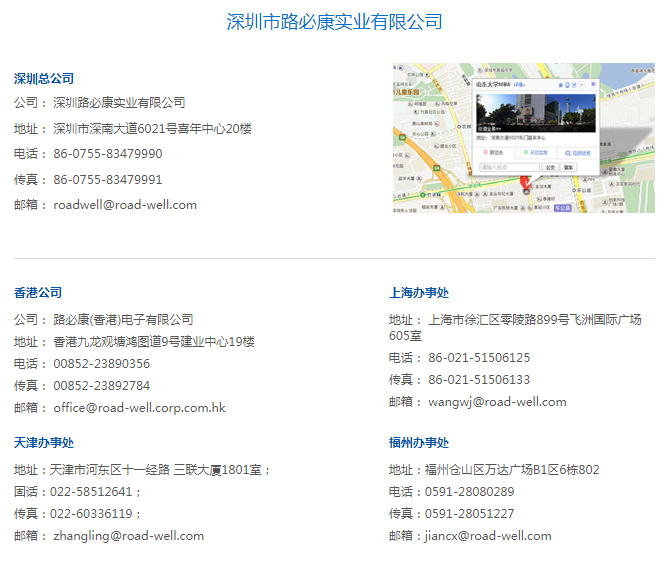 深圳市路必康实业有限公司
深圳总公司
公司： 深圳路必康实业有限公司
地址： 深圳市深南大道6021号喜年中心20楼
电话： 86-0755-83479990
传真： 86-0755-83479991
邮箱： roadwell@road-well.com
山东大学MBA 详情»
香港公司
公司： 路必康(香港)电子有限公司
地址： 香港九龙观塘鸿图道9号建业中心19楼
电话： 00852-23890356
传真： 00852-23892784
邮箱： office@road-well.corp.com.hk
上海办事处
地址： 上海市徐汇区零陵路899号飞洲国际广场
605室
电话： 86-021-51506125
传真： 86-021-51506133
邮箱： wangwj@road-well.com
天津办事处
地址：天津市河东区十一经路 三联大厦1801室；
固话：022-58512641；
传真：022-60336119；
邮箱： zhangling@road-well.com
福州办事处
地址：福州仓山区万达广场B1区6栋802
电话：0591-28080289
传真：0591-28051227
邮箱：jiancx@road-well.com